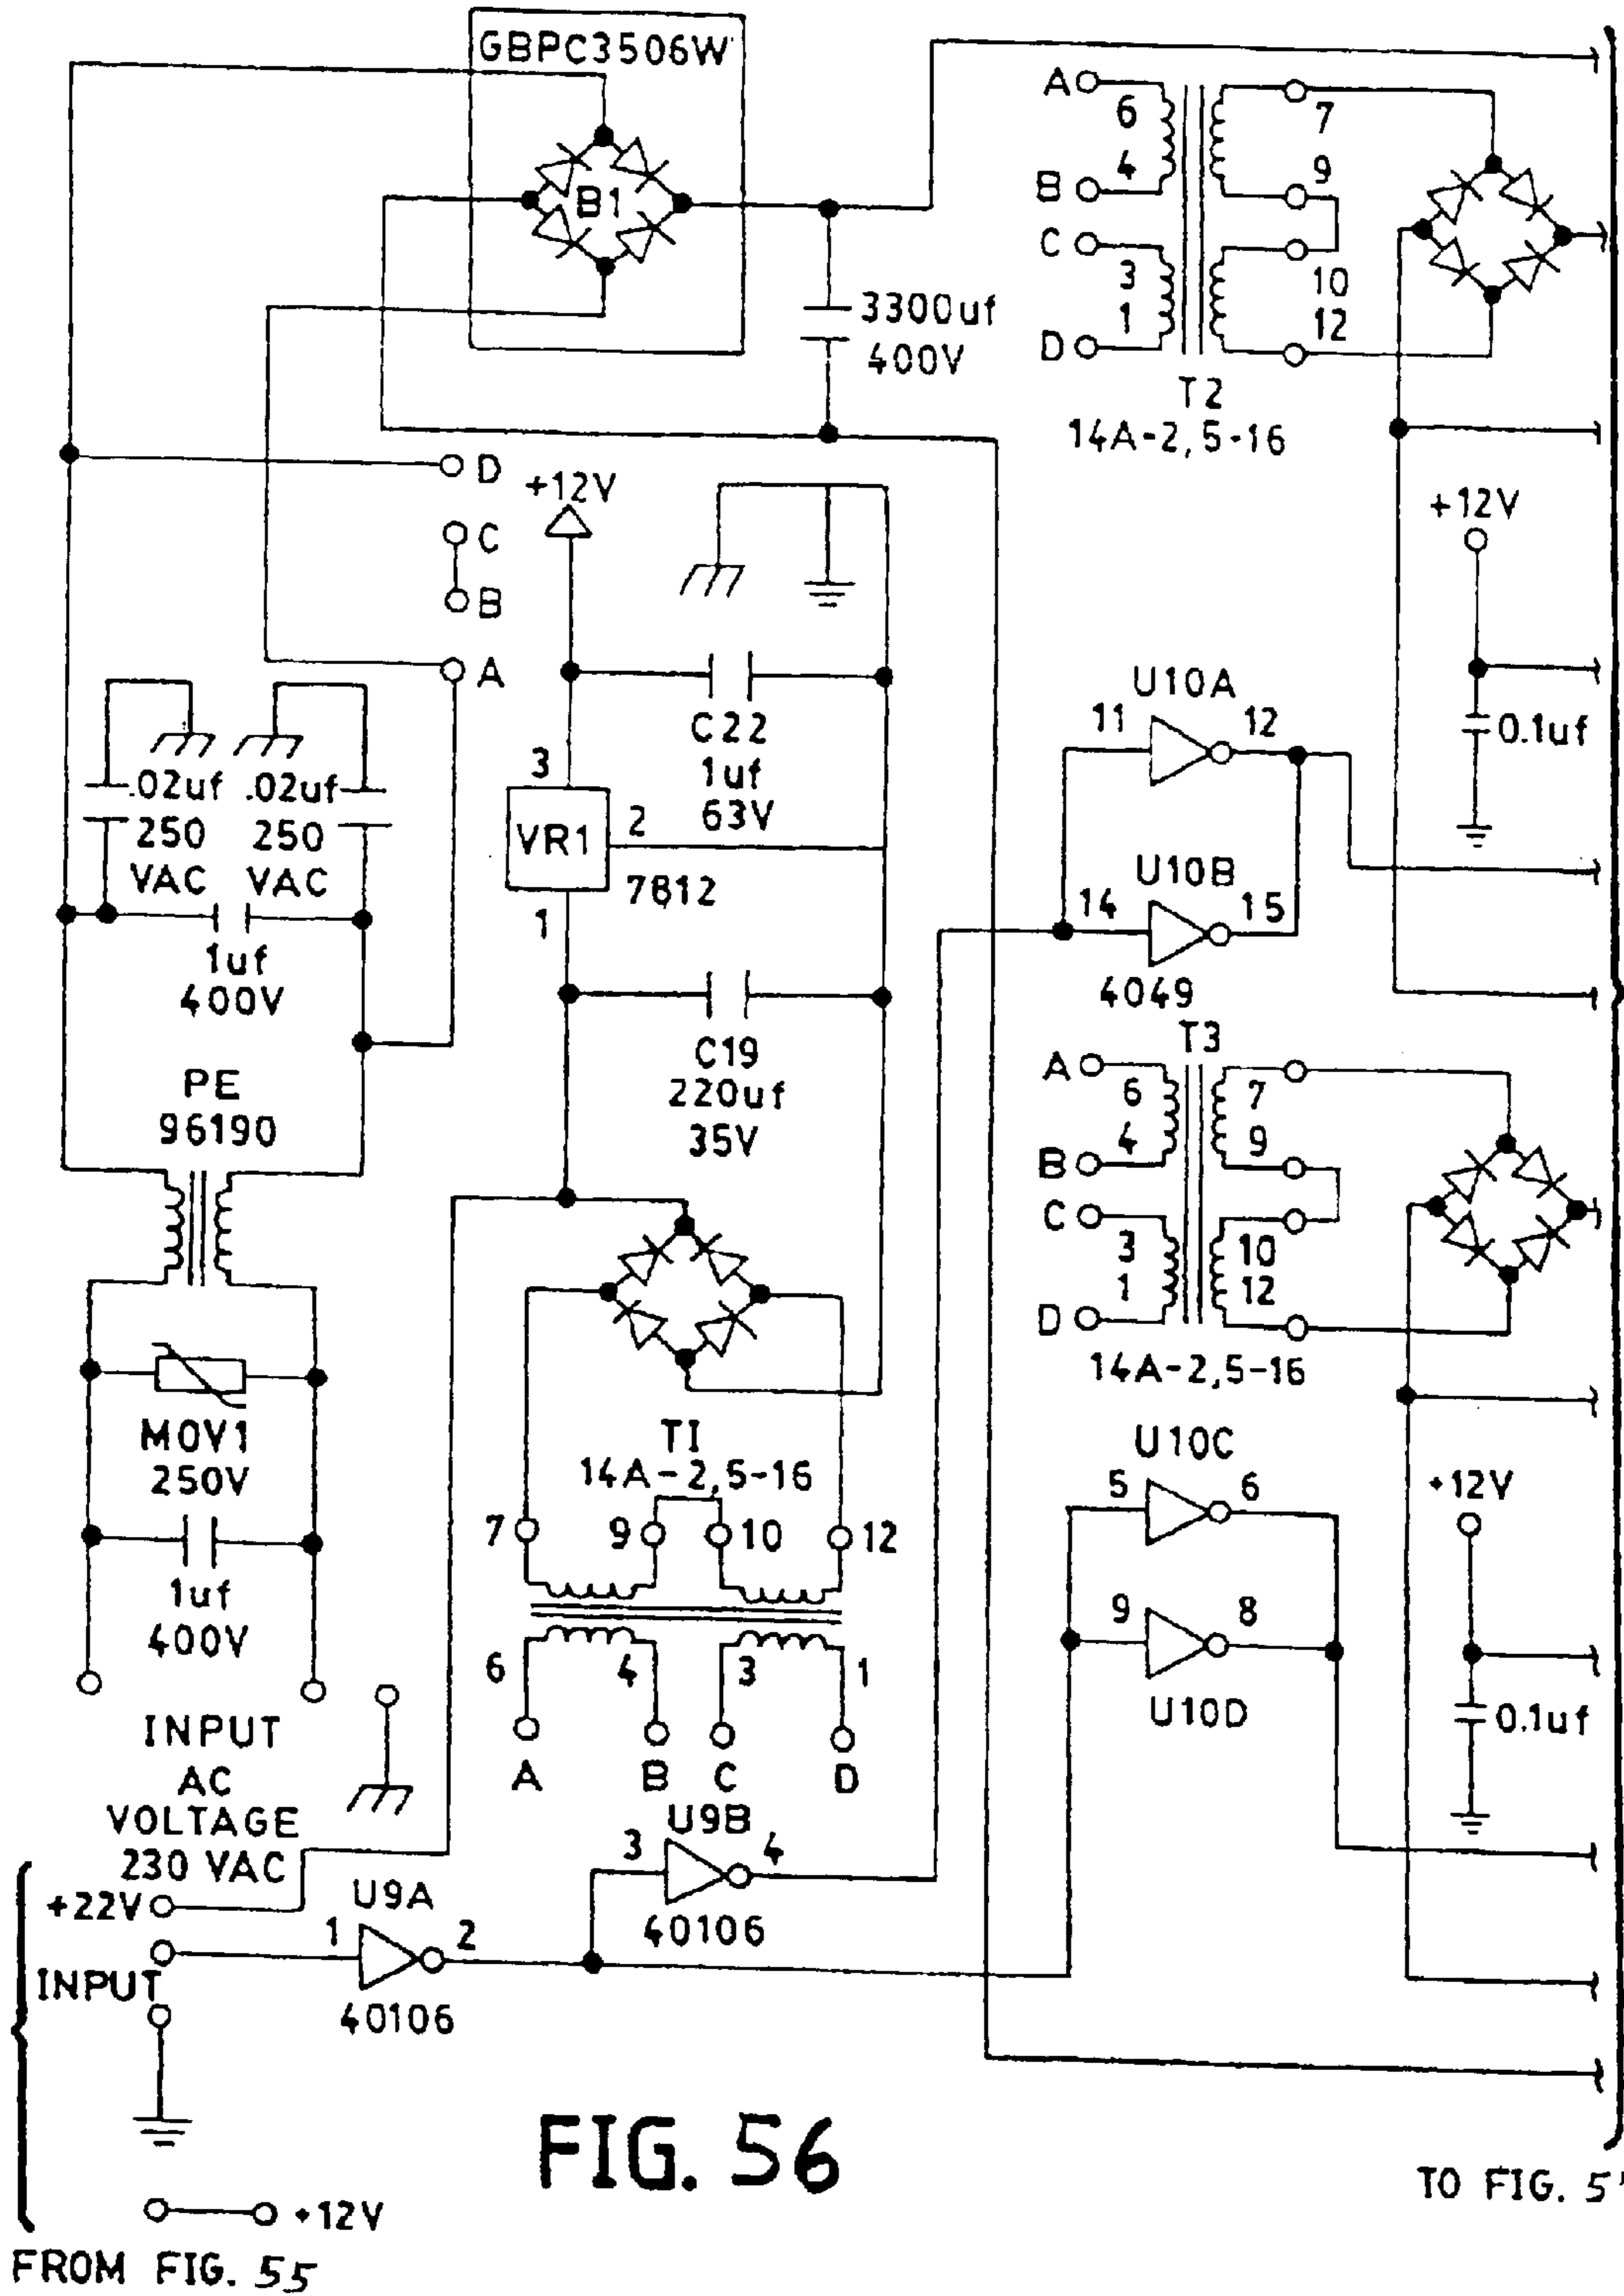 GBPC3506W
B1
3300uf
400V
A
6
7
4
9
B
C
3
10
1
12
D
T2
14A-2,5-16
D
+12V
C
B
A
+12V
0.1uf
.02uf
250
VAC
.02uf
250
VAC
1uf
400V
C22
1uf
63V
3
VR1
2
7812
1
C19
220uf
35V
U10A
11
12
U10B
14
15
4049
PE
96190
T3
A
6
7
4
9
B
C
3
10
1
12
D
14A-2,5-16
MOV1
250V
1uf
400V
INPUT
AC
VOLTAGE
230 VAC
TI
14A-2,5-16
7
9
10
12
6
4
3
1
A
B
C
D
U10C
5
6
9
8
U10D
+12V
0.1uf
U9B
3
4
40106
+22V
U9A
1
2
INPUT
40106
+12V
FROM FIG. 55
FIG. 56
TO FIG. 5